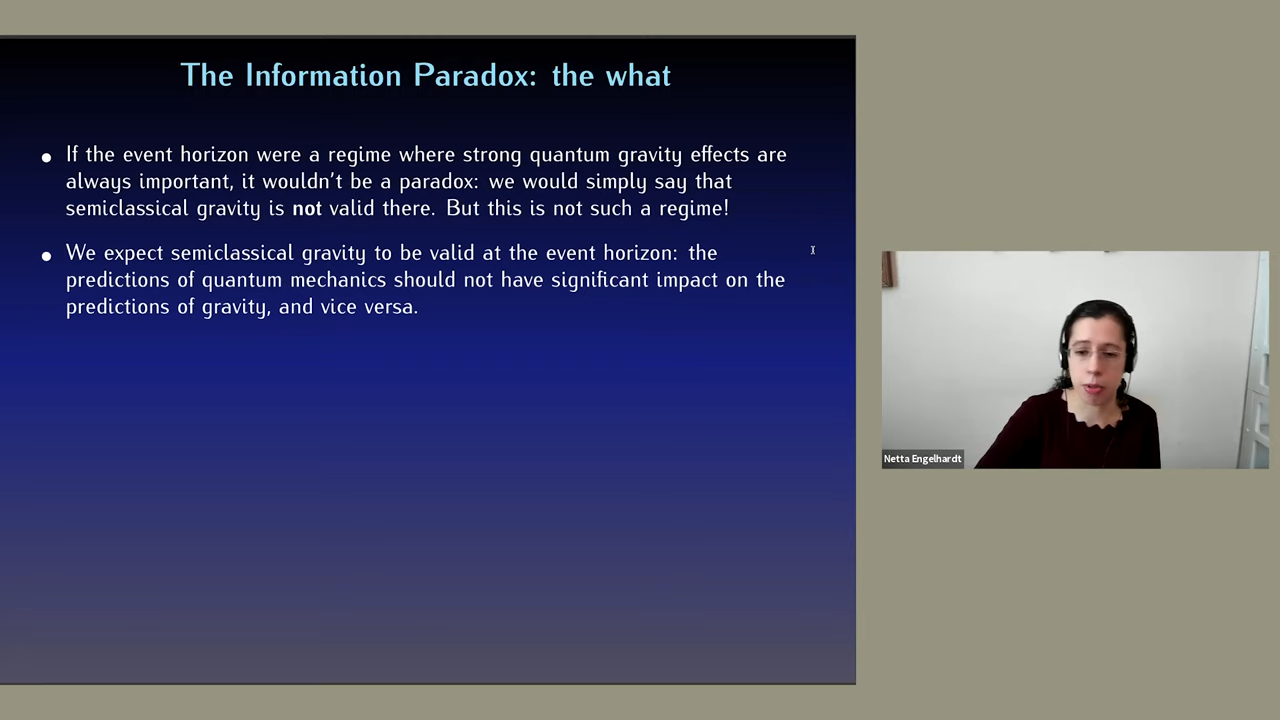 The Information Paradox: the what
If the event horizon were a regime where strong quantum gravity effects are
always important, it wouldn't be a paradox: we would simply say that
semiclassical gravity is not valid there. But this is not such a regime!
We expect semiclassical gravity to be valid at the event horizon: the
predictions of quantum mechanics should not have significant impact on the
predictions of gravity, and vice versa.
Netta Engelhardt